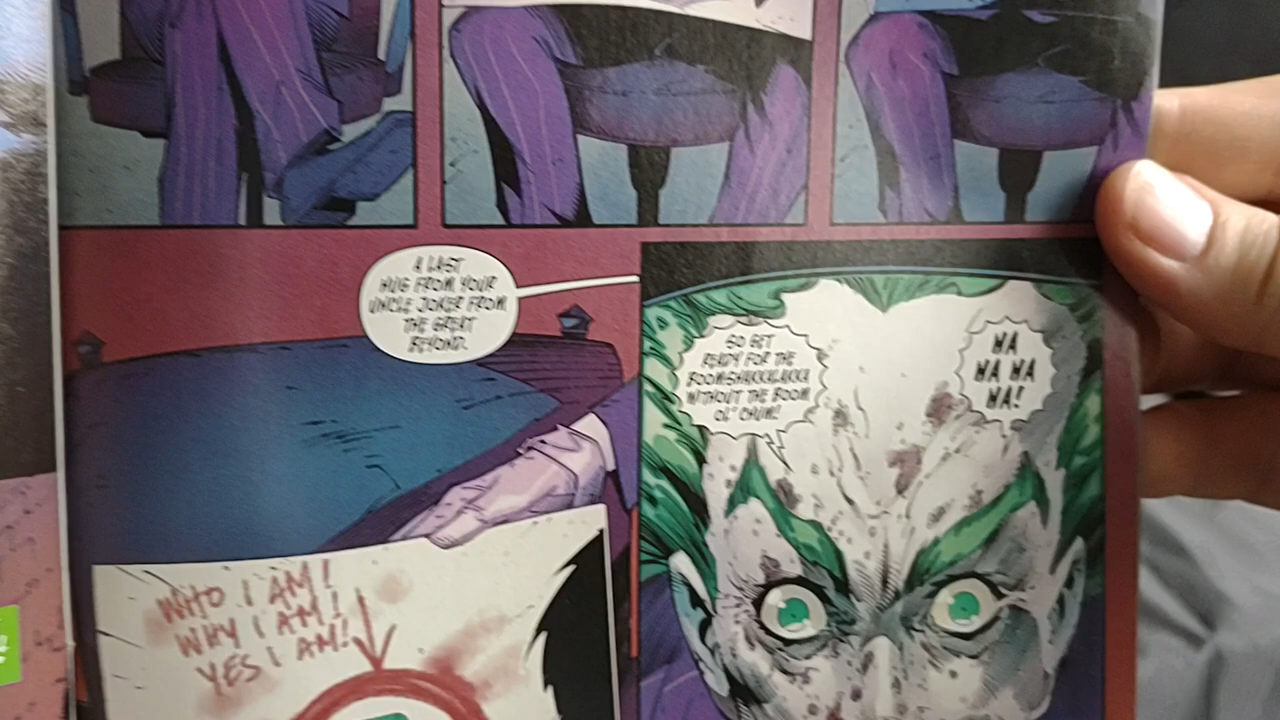 A LAST
HUG FROM YOUR
UNCLE JOKER FROM
THE GREAT
BEYOND.
SO GET
READY FOR THE
BOOMSHAKKALAKKA
WITHOUT THE BOOM,
OL' CHUM!
HA
HA HA
HA!
WHO I AM!
WHY I AM!
YES I AM!